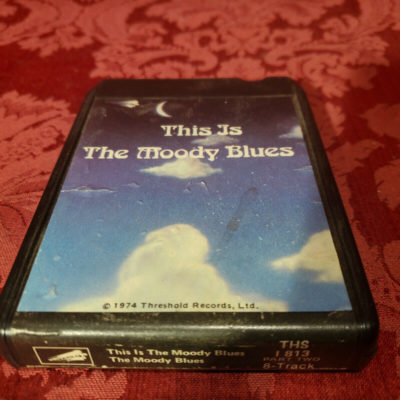 This Is
The Moody Blues
© 1974 Threshold Records, Ltd.
This Is The Moody Blues
The Moody Blues
THS
I 813
PART TWO
8-Track